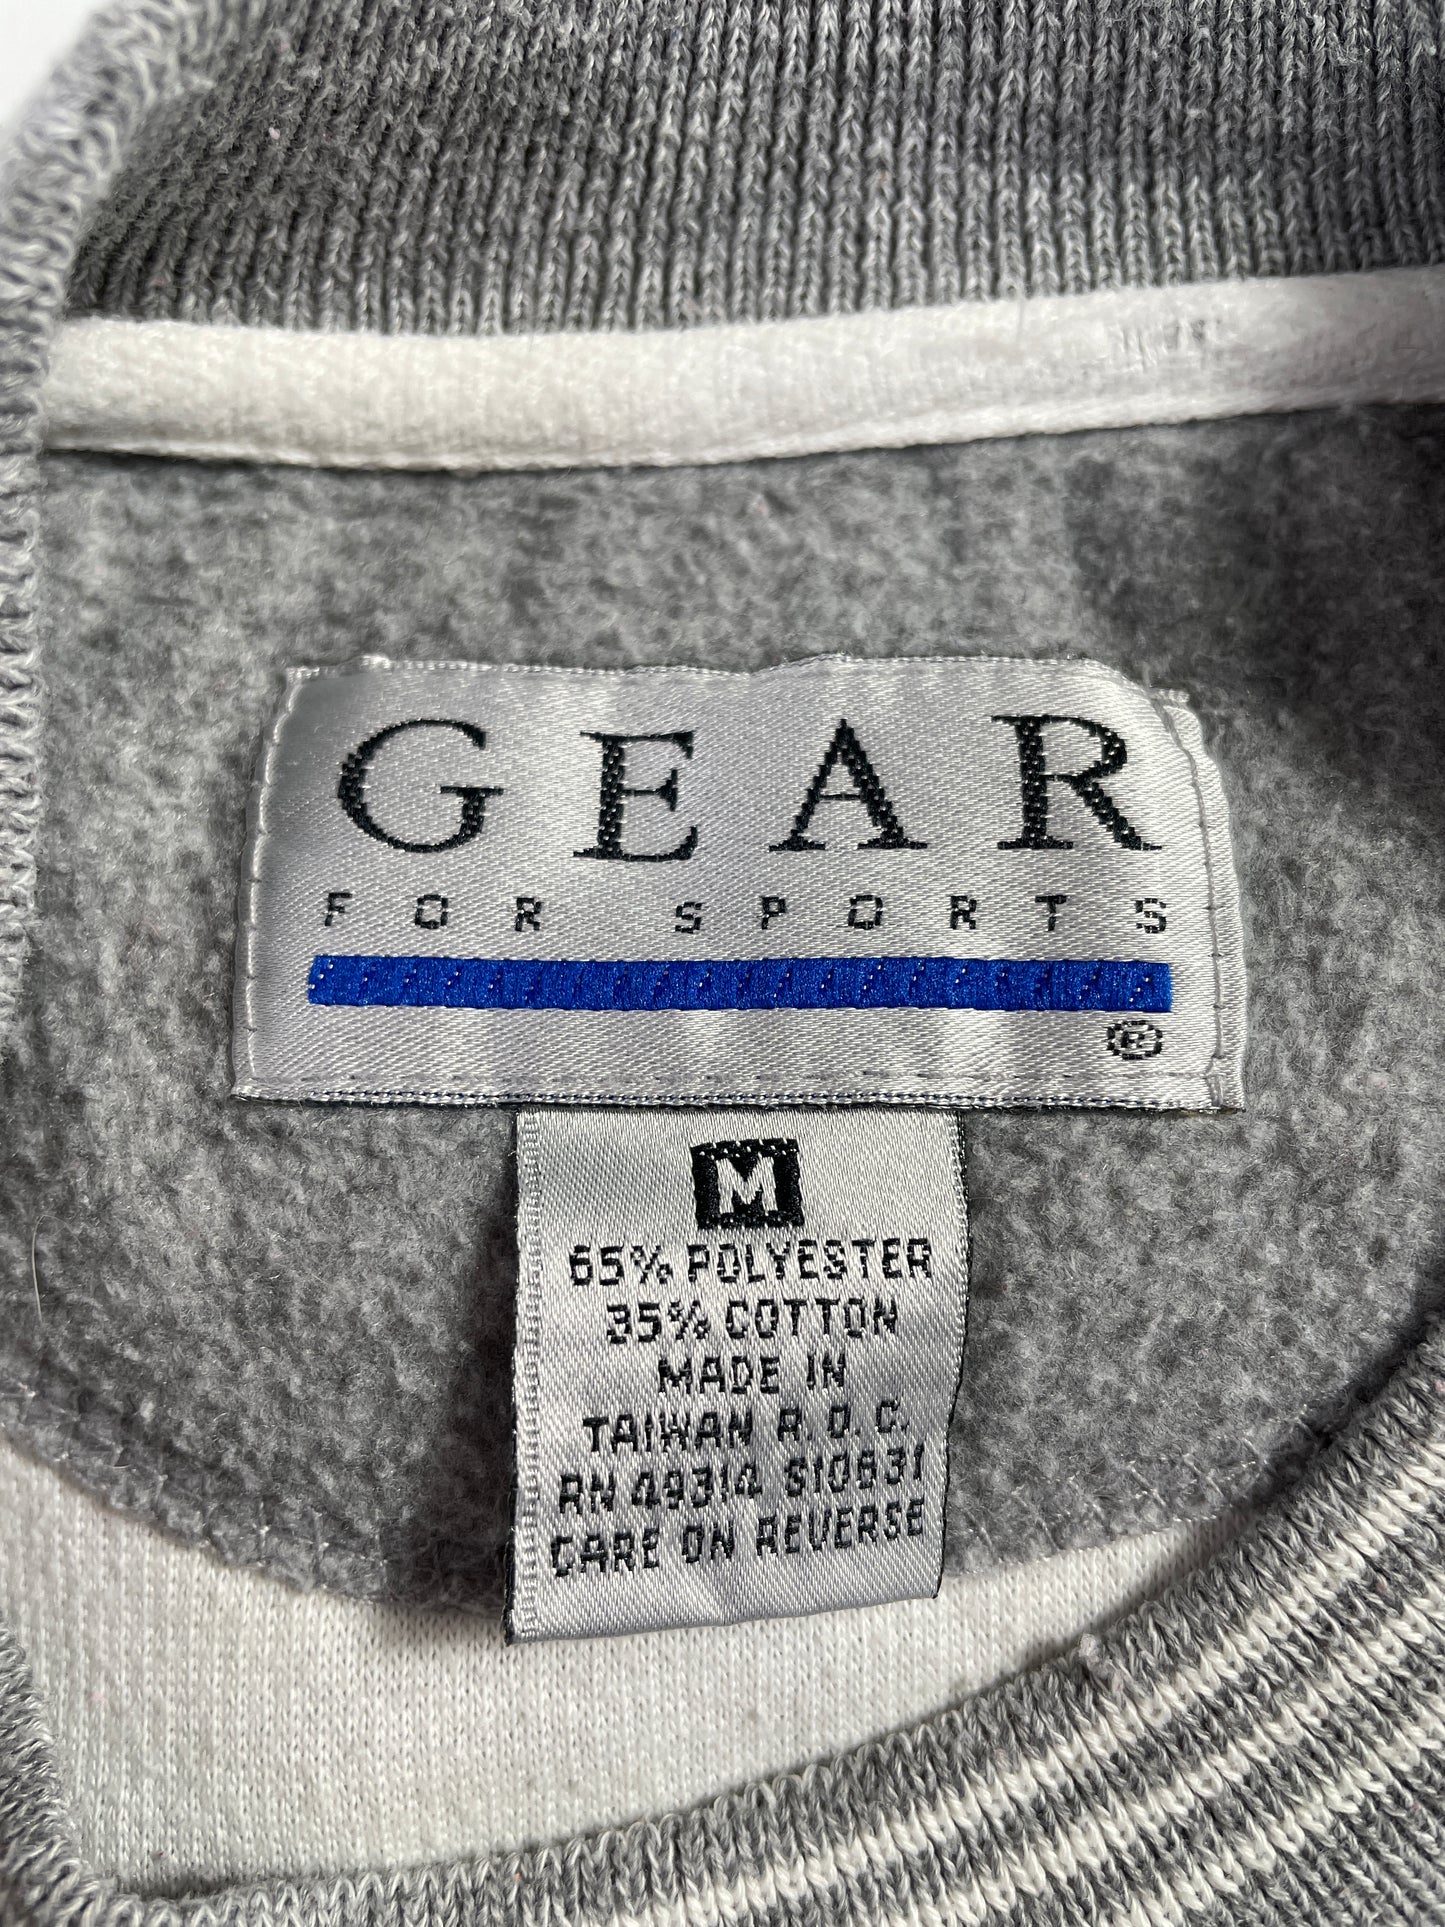 GEAR
FOR SPORTS
®
M
65% POLYESTER
35% COTTON
MADE IN
TAIWAN R.O.C.
RN 49314 S10831
CARE ON REVERSE